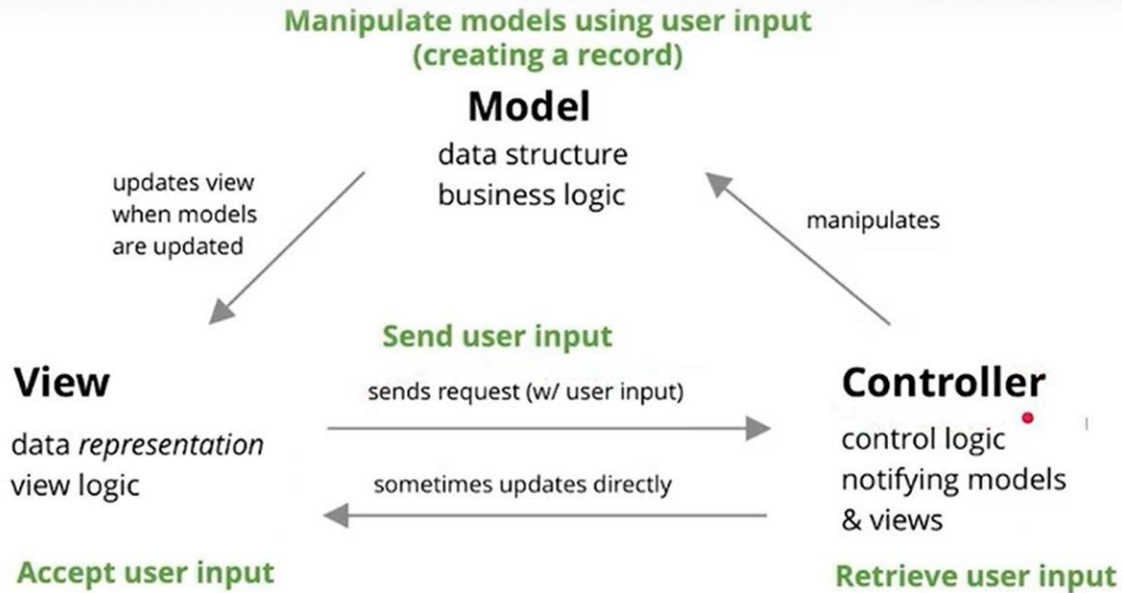 Manipulate models using user input
(creating a record)
Model
data structure
business logic
updates view
when models
are updated
manipulates
Send user input
sends request (w/ user input)
sometimes updates directly
View
data representation
view logic
Accept user input
Controller
control logic
notifying models
& views
Retrieve user input